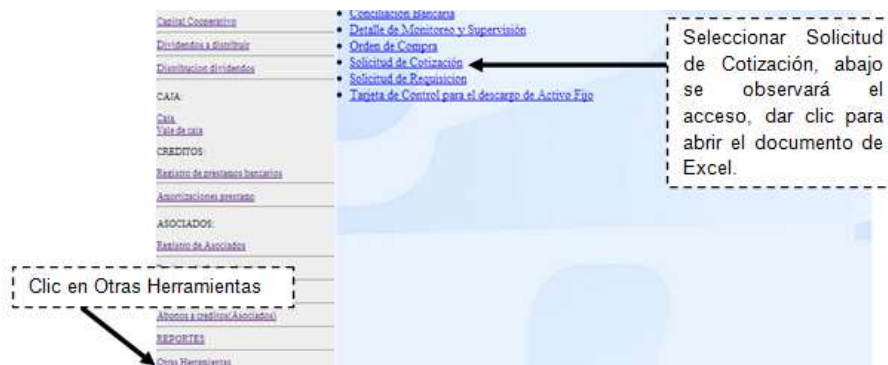 Capital Cooperativo
Dividendos a distribuir
Distribucion dividendos
CAJA:
Caja
Vale de caja
CREDITOS:
Registro de prestamos bancarios
Amortizaciones prestamo
ASOCIADOS:
Registro de Asociados
Clic en Otras Herramientas
Abonos a creditos(Asociados)
REPORTES
Otras Herramientas
Conciliación Bancaria
Detalle de Monitoreo y Supervisión
Orden de Compra
Solicitud de Cotización
Solicitud de Requisicion
Tarjeta de Control para el descargo de Activo Fijo
Seleccionar Solicitud
de Cotización, abajo
se observará el
acceso, dar clic para
abrir el documento de
Excel.